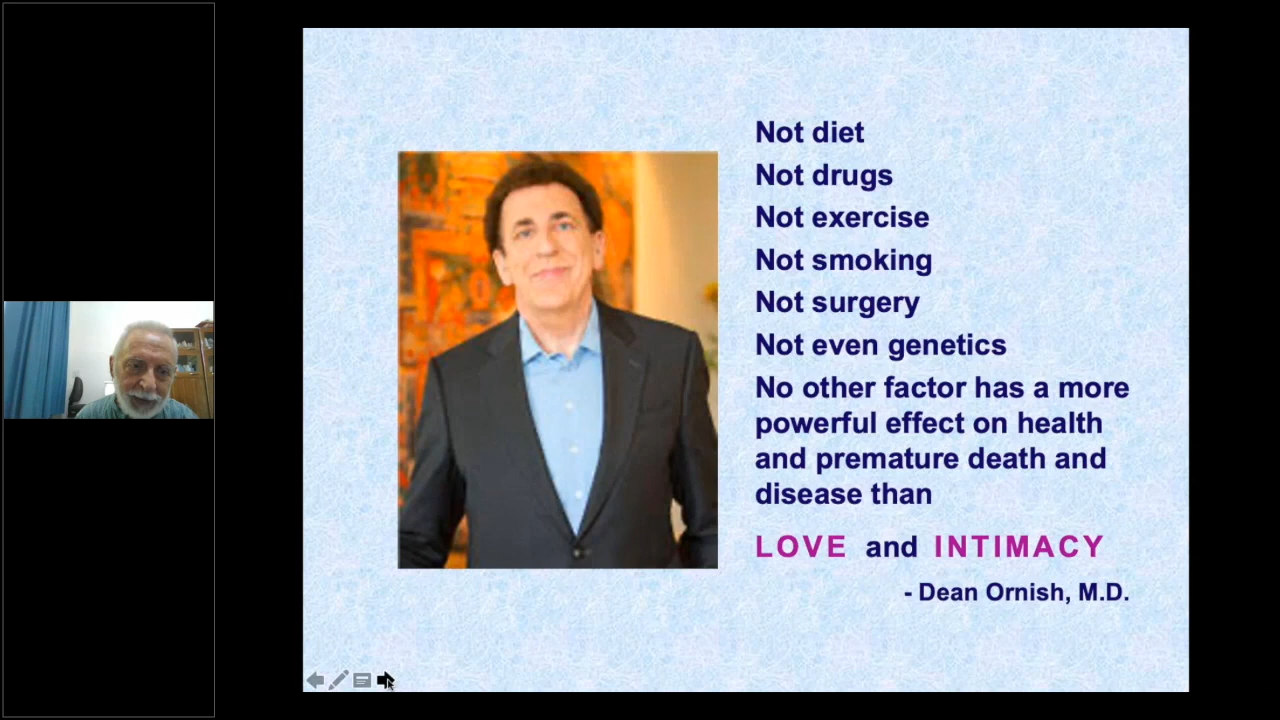 Not diet
Not drugs
Not exercise
Not smoking
Not surgery
Not even genetics
No other factor has a more
powerful effect on health
and premature death and
disease than
LOVE and INTIMACY
- Dean Ornish, M.D.